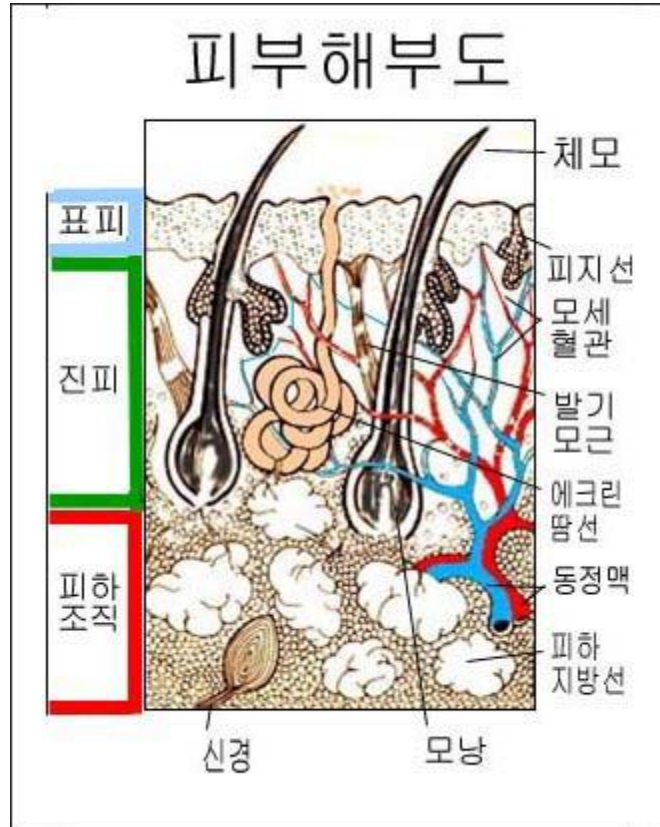 피부해부도
체모
표피
피지선
모세
혈관
진피
발기
모근
에크린
땀선
피하
조직
동정맥
피하
지방선
신경
모낭